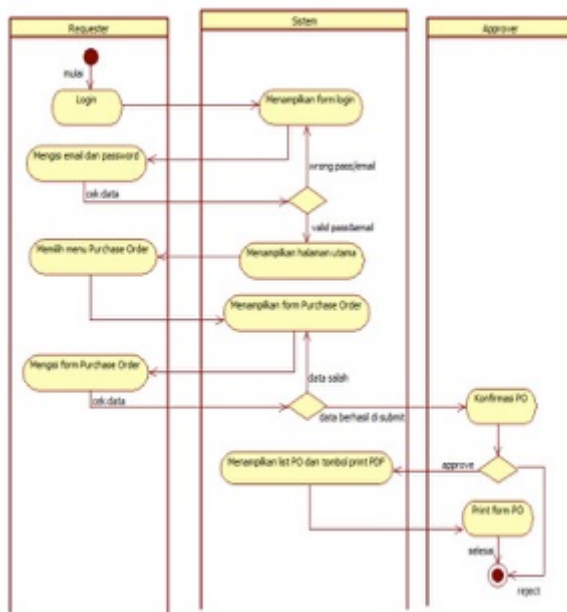 Requester
Sistem
Approver
mulai
Login
Menampilkan form login
Mengisi email dan password
wrong pass/email
cek data
valid pass&email
Memilih menu Purchase Order
Menampilkan halaman utama
Menampilkan form Purchase Order
Mengisi form Purchase Order
data salah
cek data
data berhasil di submit
Konfirmasi PO
Menampilkan list PO dan tombol print PDF
approve
Print form PO
selesai
reject